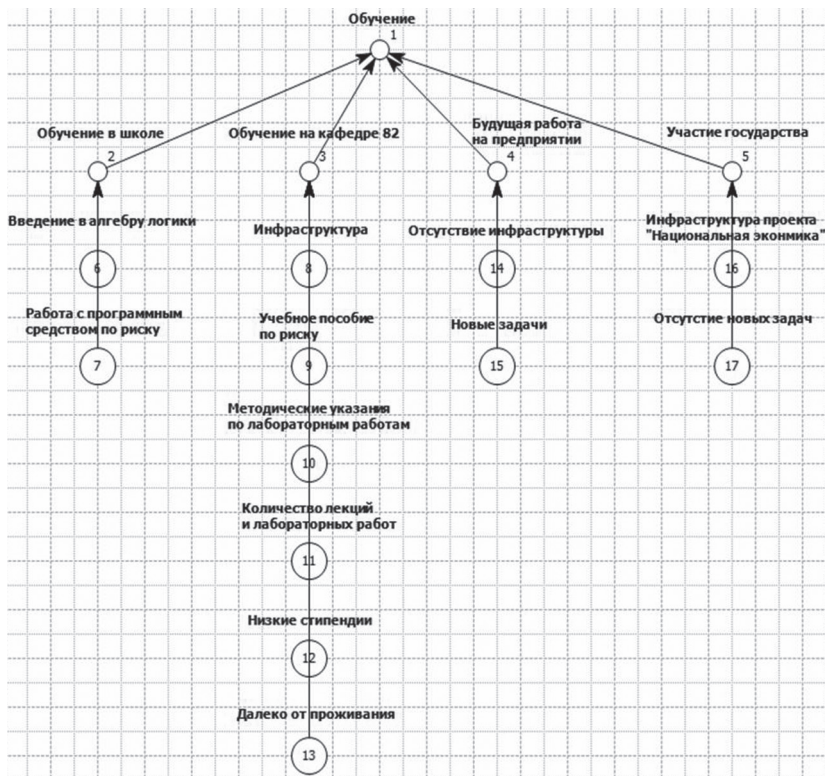 Обучение
1
Обучение в школе
2
Обучение на кафедре 82
3
Будущая работа
на предприятии
4
Участие государства
5
Введение в алгебру логики
6
Инфраструктура
8
Отсутствие инфраструктуры
14
Инфраструктура проекта
"Национальная эконмика"
16
Работа с программным
средством по риску
7
Учебное пособие
по риску
9
Новые задачи
15
Отсутстие новых задач
17
Методические указания
по лабораторным работам
10
Количество лекций
и лабораторных работ
11
Низкие стипендии
12
Далеко от проживания
13